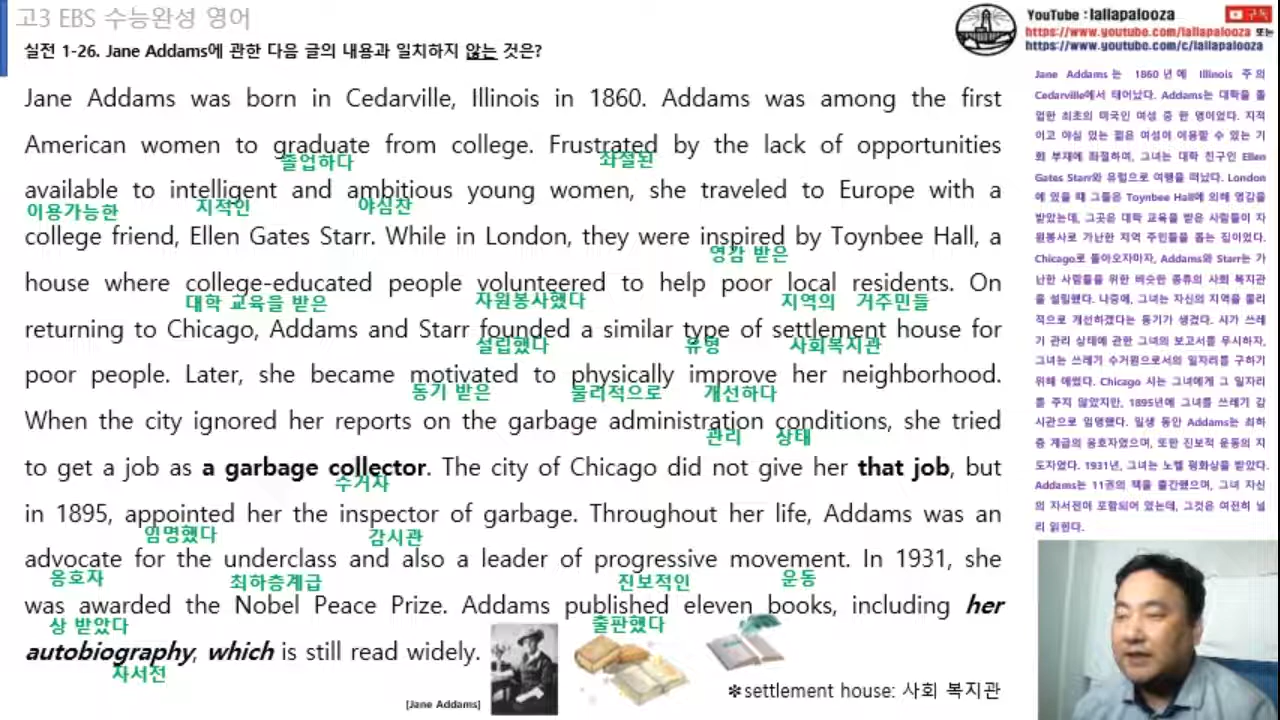 고3 EBS 수능완성 영어
실전 1-26. Jane Addams에 관한 다음 글의 내용과 일치하지 않는 것은?
Jane Addams was born in Cedarville, Illinois in 1860. Addams was among the first
American women to graduate from college. Frustrated by the lack of opportunities
졸업하다 좌절된
available to intelligent and ambitious young women, she traveled to Europe with a
이용가능한 지적인 야심찬
college friend, Ellen Gates Starr. While in London, they were inspired by Toynbee Hall, a
영감 받은
house where college-educated people volunteered to help poor local residents. On
대학 교육을 받은 자원봉사했다 지역의 거주민들
returning to Chicago, Addams and Starr founded a similar type of settlement house for
설립했다 유형 사회복지관
poor people. Later, she became motivated to physically improve her neighborhood.
동기 받은 물리적으로 개선하다
When the city ignored her reports on the garbage administration conditions, she tried
관리 상태
to get a job as a garbage collector. The city of Chicago did not give her that job, but
수거자
in 1895, appointed her the inspector of garbage. Throughout her life, Addams was an
임명했다 감시관
advocate for the underclass and also a leader of progressive movement. In 1931, she
옹호자 최하층계급 진보적인 운동
was awarded the Nobel Peace Prize. Addams published eleven books, including her
상 받았다 출판했다
autobiography, which is still read widely.
자서전
[Jane Addams]
✽settlement house: 사회 복지관
YouTube : lallapalooza
구독
https://www.youtube.com/lallapalooza 또는
https://www.youtube.com/c/lallapalooza
Jane Addams는 1860년에 Illinois 주의
Cedarville에서 태어났다. Addams는 대학을 졸
업한 최초의 미국인 여성 중 한 명이었다. 지적
이고 야심 있는 젊은 여성이 이용할 수 있는 기
회 부재에 좌절하며, 그녀는 대학 친구인 Ellen
Gates Starr와 유럽으로 여행을 떠났다. London
에 있을 때 그들은 Toynbee Hall에 의해 영감을
받았는데, 그곳은 대학 교육을 받은 사람들이 자
원봉사로 가난한 지역 주민들을 돕는 집이었다.
Chicago로 돌아오자마자, Addams와 Starr는 가
난한 사람들을 위한 비슷한 종류의 사회 복지관
을 설립했다. 나중에, 그녀는 자신의 지역을 물리
적으로 개선하겠다는 동기가 생겼다. 시가 쓰레
기 관리 상태에 관한 그녀의 보고서를 무시하자,
그녀는 쓰레기 수거원으로서의 일자리를 구하기
위해 애썼다. Chicago 시는 그녀에게 그 일자리
를 주지 않았지만, 1895년에 그녀를 쓰레기 감
시관으로 임명했다. 일생 동안 Addams는 최하
층 계급의 옹호자였으며, 또한 진보적 운동의 지
도자였다. 1931년, 그녀는 노벨 평화상을 받았다.
Addams는 11권의 책을 출간했으며, 그녀 자신
의 자서전이 포함되어 있는데, 그것은 여전히 널
리 읽힌다.